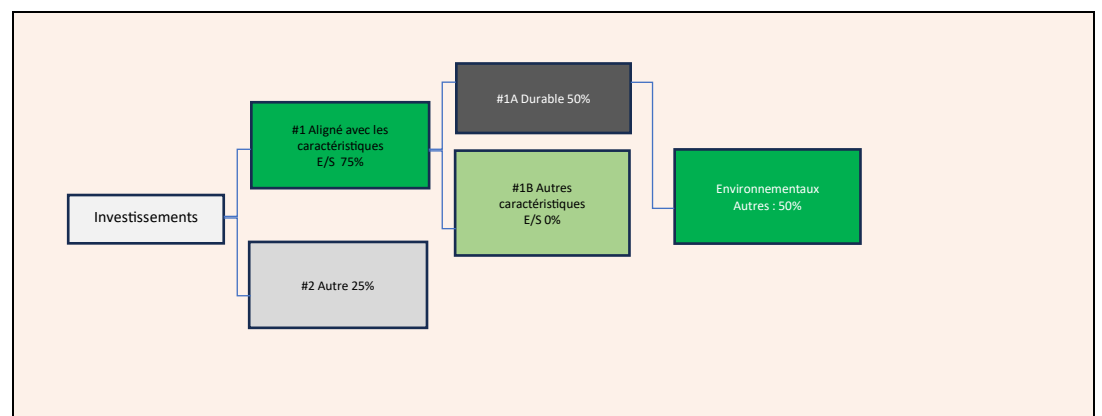 Investissements
#1 Aligné avec les
caractéristiques
E/S 75%
#2 Autre 25%
#1A Durable 50%
#1B Autres
caractéristiques
E/S 0%
Environnementaux
Autres : 50%